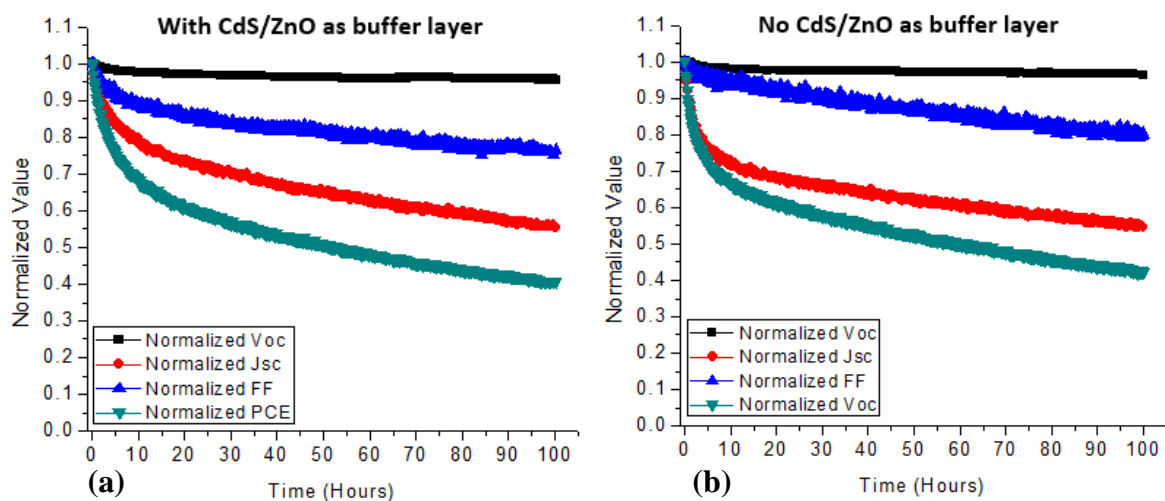 With CdS/ZnO as buffer layer
1.1
1.0
0.9
0.8
0.7
0.6
0.5
0.4
0.3
0.2
0.1
0.0
Normalized Value
Normalized Voc
Normalized Jsc
Normalized FF
Normalized PCE
0 10 20 30 40 50 60 70 80 90 100
Time (Hours)
(a)
No CdS/ZnO as buffer layer
1.1
1.0
0.9
0.8
0.7
0.6
0.5
0.4
0.3
0.2
0.1
0.0
Normalized Value
Normalized Voc
Normalized Jsc
Normalized FF
Normalized Voc
0 10 20 30 40 50 60 70 80 90 100
Time (Hours)
(b)